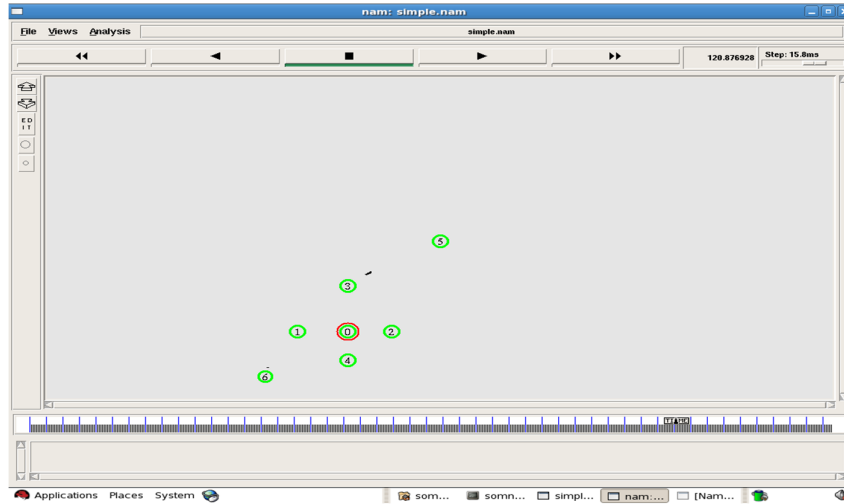 nam: simple.nam
File Views Analysis simple.nam
120.876928 Step: 15.8ms
E D
I T
5
3
1 0 2
4
6
TIME
Applications Places System som... somn... simpl... nam:... [Nam...